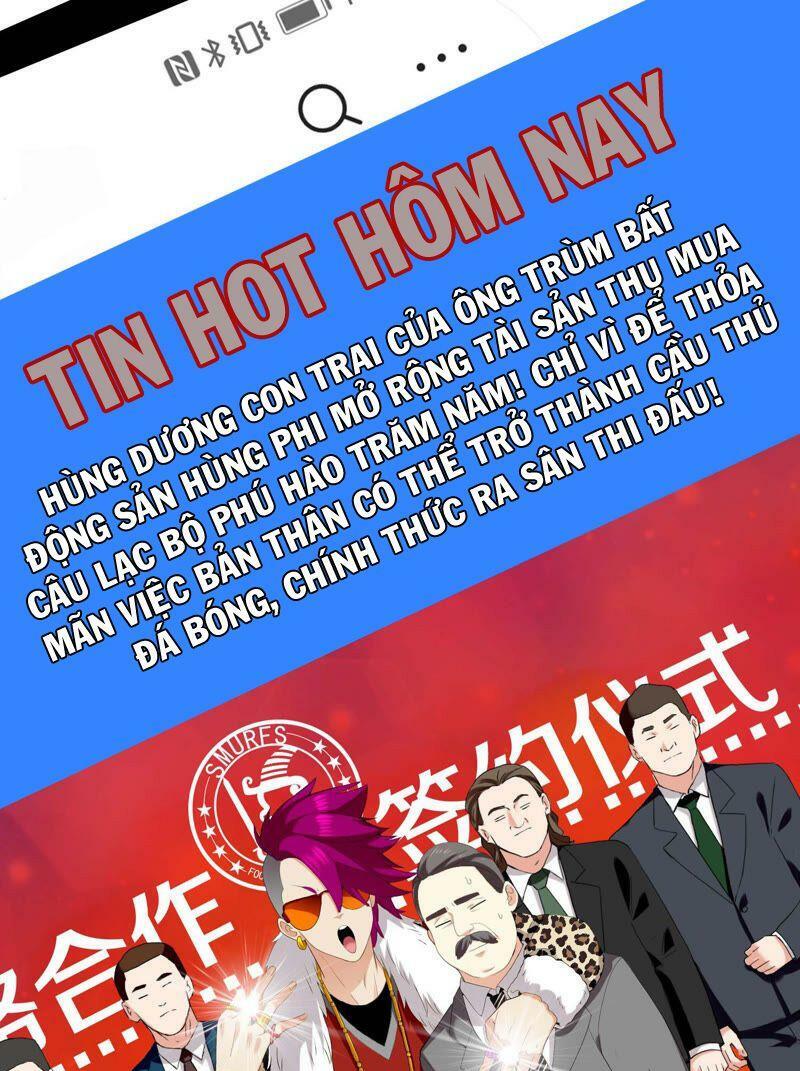 TIN HOT HÔM NAY
HÙNG DƯƠNG CON TRAI CỦA ÔNG TRÙM BẤT
ĐỘNG SẢN HÙNG PHI MỞ RỘNG TÀI SẢN THU MUA
CÂU LẠC BỘ PHÚ HÀO TRĂM NĂM! CHỈ VÌ ĐỂ THỎA
MÃN VIỆC BẢN THÂN CÓ THỂ TRỞ THÀNH CẦU THỦ
ĐÁ BÓNG, CHÍNH THỨC RA SÂN THI ĐẤU!
SMURFS
合作 签约仪式